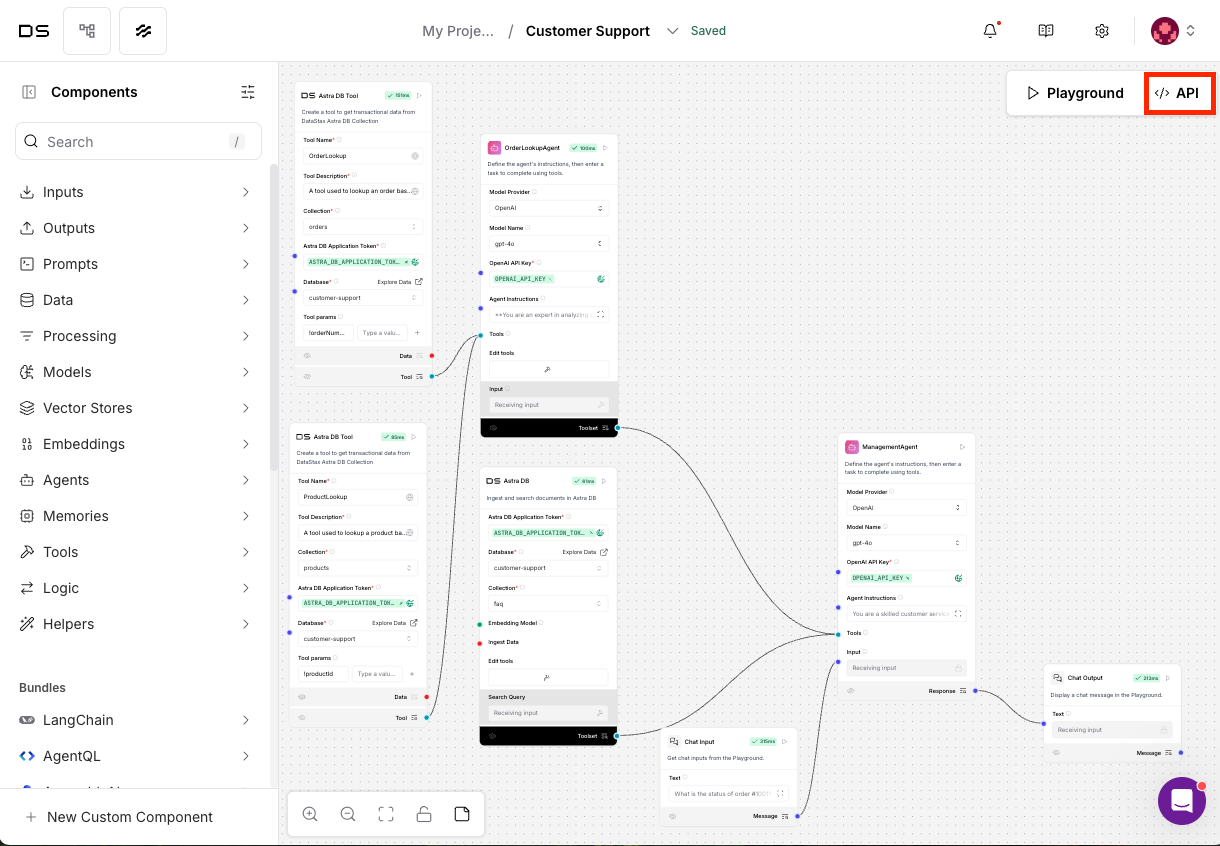 DS
My Proje... / Customer Support
Saved
Components
Search
/
Inputs
Outputs
Prompts
Data
Processing
Models
Vector Stores
Embeddings
Agents
Memories
Tools
Logic
Helpers
Bundles
LangChain
AgentQL
New Custom Component
Playground
API
DS Astra DB Tool
191ms
Create a tool to get transactional data from
DataStax Astra DB Collection
Tool Name*
OrderLookup
Tool Description*
A tool used to lookup an order bas...
Collection*
orders
Astra DB Application Token*
ASTRA_DB_APPLICATION_TOK...
Database*
Explore Data
customer-support
Tool params
!orderNum...
Type a valu...
Data
Tool
DS Astra DB Tool
85ms
Create a tool to get transactional data from
DataStax Astra DB Collection
Tool Name*
ProductLookup
Tool Description*
A tool used to lookup a product ba...
Collection*
products
Astra DB Application Token*
ASTRA_DB_APPLICATION_TOK...
Database*
Explore Data
customer-support
Tool params
!productId
Type a valu...
Data
Tool
OrderLookupAgent
100ms
Define the agent's instructions, then enter a
task to complete using tools.
Model Provider
OpenAI
Model Name
gpt-4o
OpenAI API Key*
OPENAI_API_KEY
Agent Instructions
**You are an expert in analyzing
Tools
Edit tools
Input
Receiving input
Toolset
DS Astra DB
61ms
Ingest and search documents in Astra DB
Astra DB Application Token*
ASTRA_DB_APPLICATION_TOK...
Database*
Explore Data
customer-support
Collection*
faq
Embedding Model
Ingest Data
Edit tools
Search Query
Receiving input
Toolset
Chat Input
215ms
Get chat inputs from the Playground.
Text
What is the status of order #1001
Message
ManagementAgent
Define the agent's instructions, then enter a
task to complete using tools.
Model Provider
OpenAI
Model Name
gpt-4o
OpenAI API Key*
OPENAI_API_KEY
Agent Instructions
You are a skilled customer service
Tools
Input
Receiving input
Response
Chat Output
212ms
Display a chat message in the Playground.
Text
Receiving input
Message